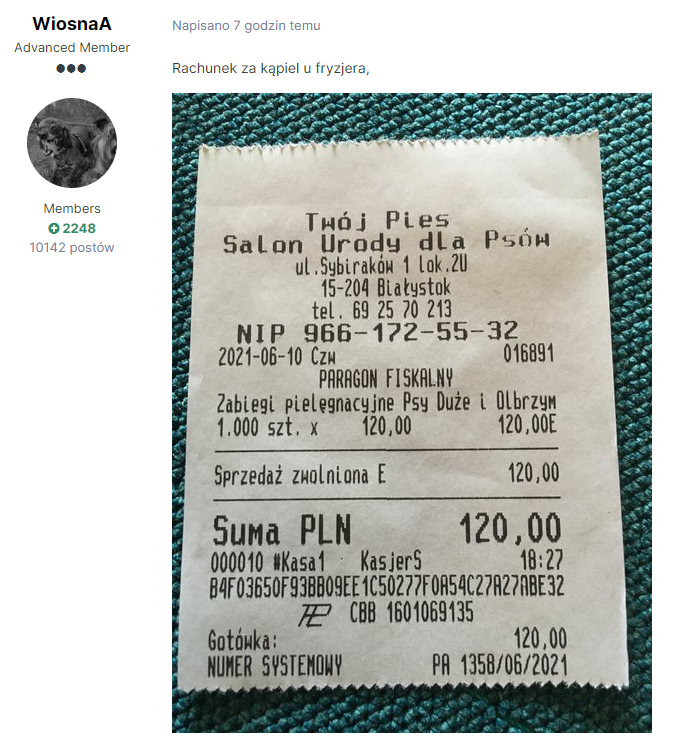 WiosnaA
Advanced Member
Members
2248
10142 postów
Napisano 7 godzin temu
Rachunek za kąpiel u fryzjera,
Twój Pies
Salon Urody dla Psów
ul.Sybiraków 1 lok.2U
15-204 Białystok
tel. 69 25 70 213
NIP 966-172-55-32
2021-06-10 Czw 016891
PARAGON FISKALNY
Zabiegi pielęgnacyjne Psy Duże i Olbrzym
1.000 szt. x 120,00 120,00E
Sprzedaż zwolniona E 120,00
Suma PLN 120,00
000010 #Kasa1 KasjerS 18:27
B4F03650F93BB09EE1C50277F0A54C27A27ABE32
CBB 1601069135
Gotówka: 120,00
NUMER SYSTEMOWY PA 1358/06/2021